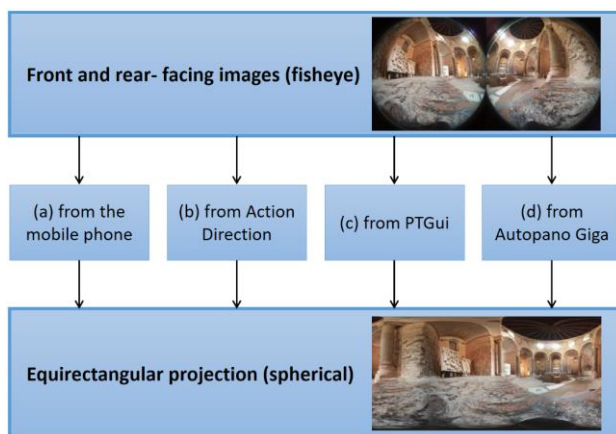 Front and rear- facing images (fisheye)
(a) from the
mobile phone
(b) from Action
Direction
(c) from PTGui
(d) from
Autopano Giga
Equirectangular projection (spherical)